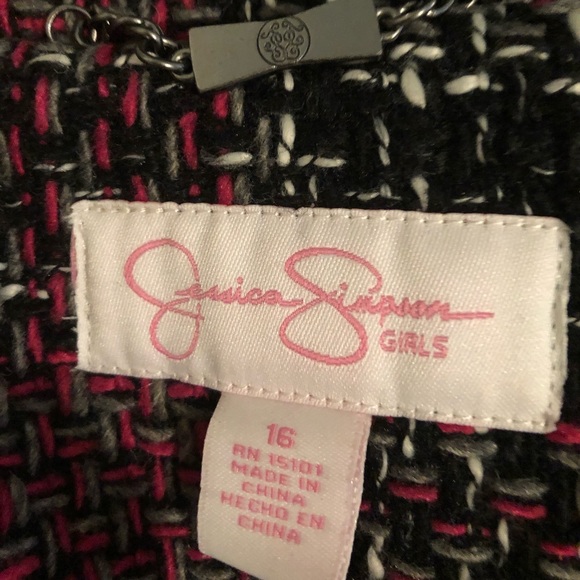 Jessica Simpson
GIRLS
16
RN 15101
MADE IN
CHINA
HECHO EN
CHINA